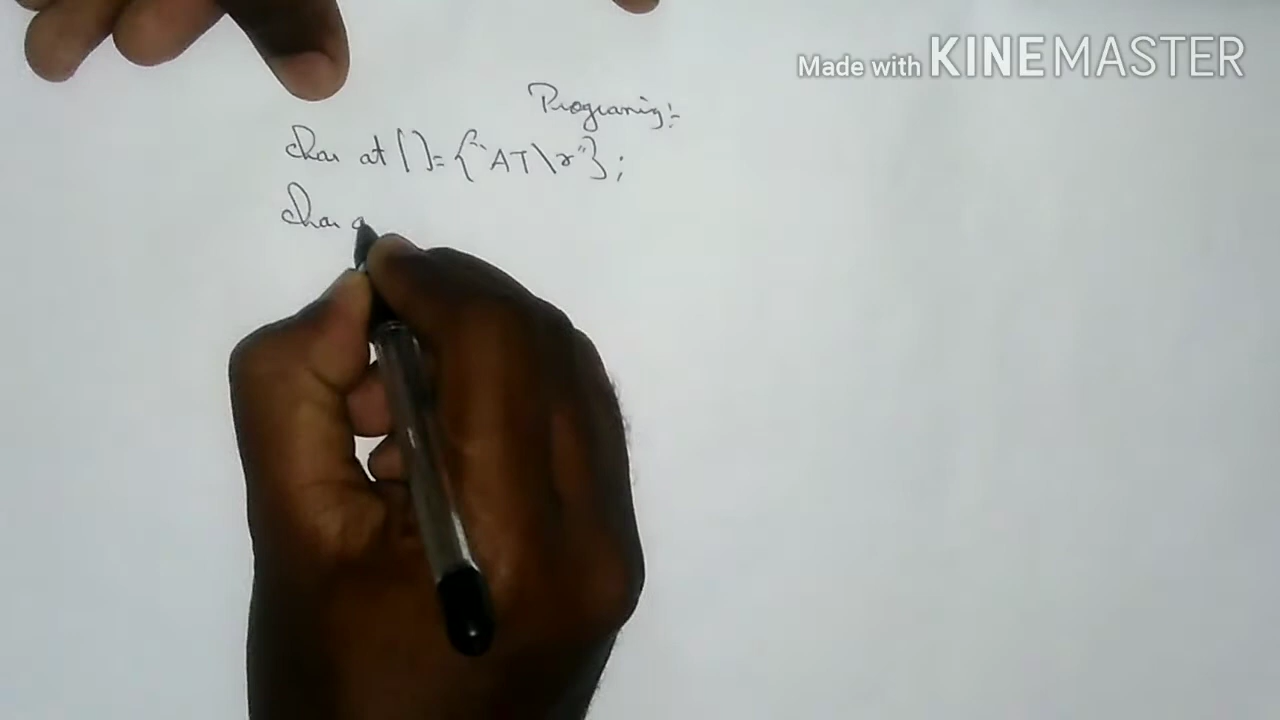 Made with KINEMASTER
Programing:-
char at[]={"AT\r"};
char a